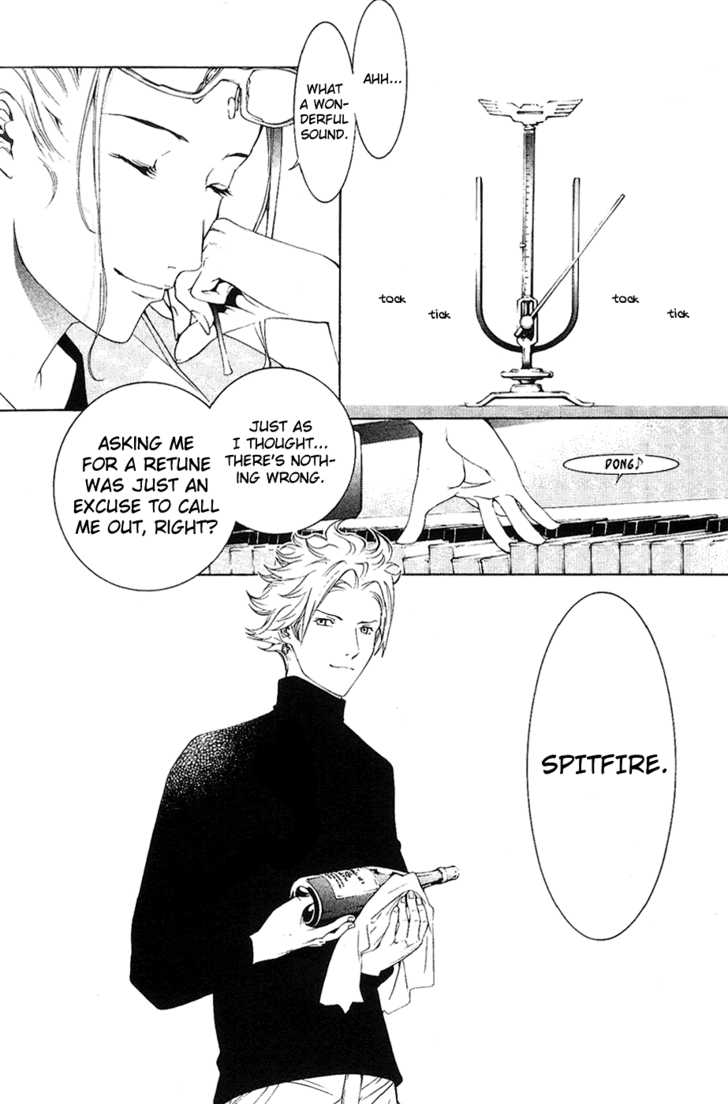 AHH...
WHAT
A WON-
DERFUL
SOUND.
tock
tick
tock
tick
DONG♪
JUST AS
I THOUGHT...
THERE'S NOTH-
ING WRONG.
ASKING ME
FOR A RETUNE
WAS JUST AN
EXCUSE TO CALL
ME OUT, RIGHT?
SPITFIRE.